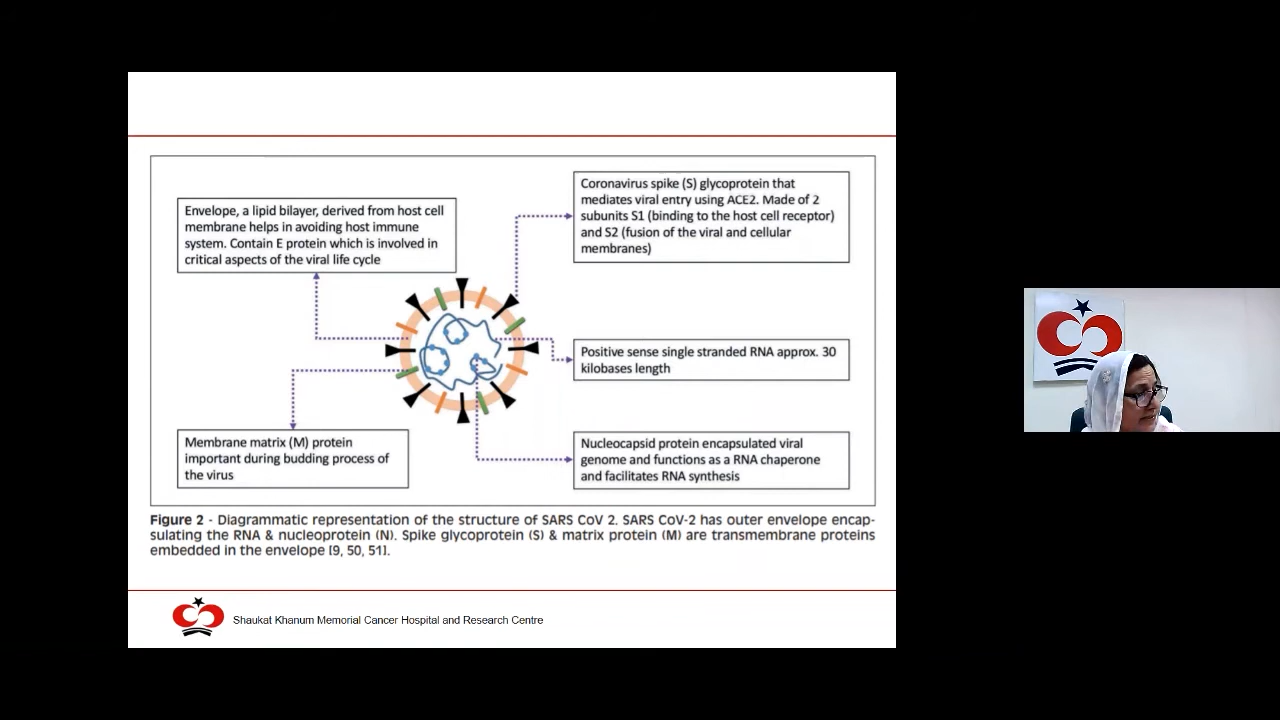 Envelope, a lipid bilayer, derived from host cell
membrane helps in avoiding host immune
system. Contain E protein which is involved in
critical aspects of the viral life cycle
Coronavirus spike (S) glycoprotein that
mediates viral entry using ACE2. Made of 2
subunits S1 (binding to the host cell receptor)
and S2 (fusion of the viral and cellular
membranes)
Positive sense single stranded RNA approx. 30
kilobases length
Membrane matrix (M) protein
important during budding process of
the virus
Nucleocapsid protein encapsulated viral
genome and functions as a RNA chaperone
and facilitates RNA synthesis
Figure 2 - Diagrammatic representation of the structure of SARS CoV 2. SARS CoV-2 has outer envelope encap-
sulating the RNA & nucleoprotein (N). Spike glycoprotein (S) & matrix protein (M) are transmembrane proteins
embedded in the envelope [9, 50, 51].
Shaukat Khanum Memorial Cancer Hospital and Research Centre